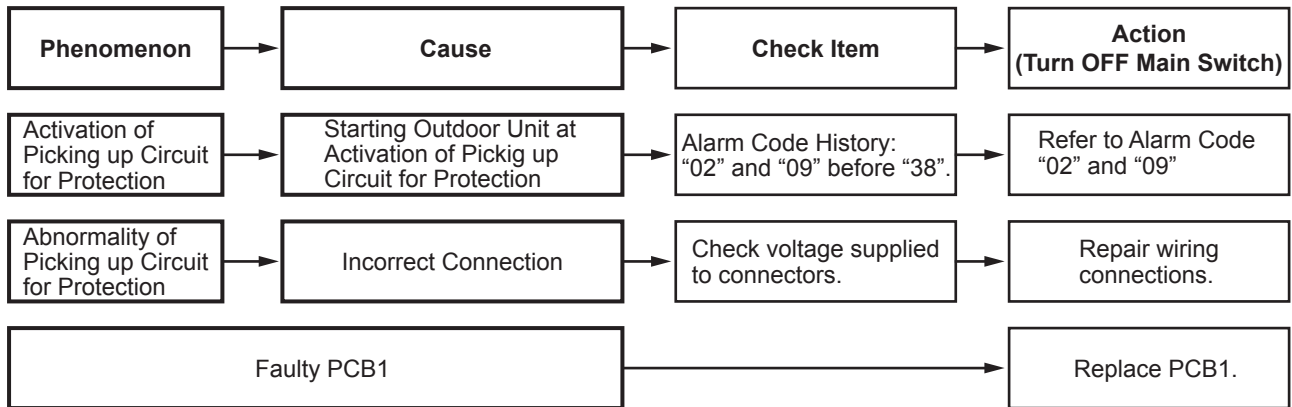 Phenomenon
Cause
Check Item
Action
(Turn OFF Main Switch)
Activation of
Picking up Circuit
for Protection
Starting Outdoor Unit at
Activation of Pickig up
Circuit for Protection
Alarm Code History:
“02” and “09” before “38”.
Refer to Alarm Code
“02” and “09”
Abnormality of
Picking up Circuit
for Protection
Incorrect Connection
Check voltage supplied
to connectors.
Repair wiring
connections.
Faulty PCB1
Replace PCB1.